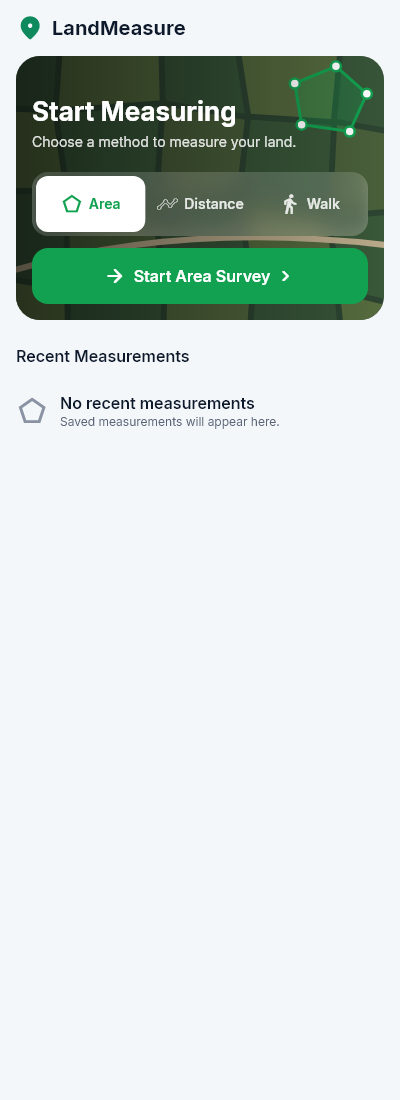 LandMeasure
Start Measuring
Choose a method to measure your land.
Area
Distance
Walk
Start Area Survey
Recent Measurements
No recent measurements
Saved measurements will appear here.